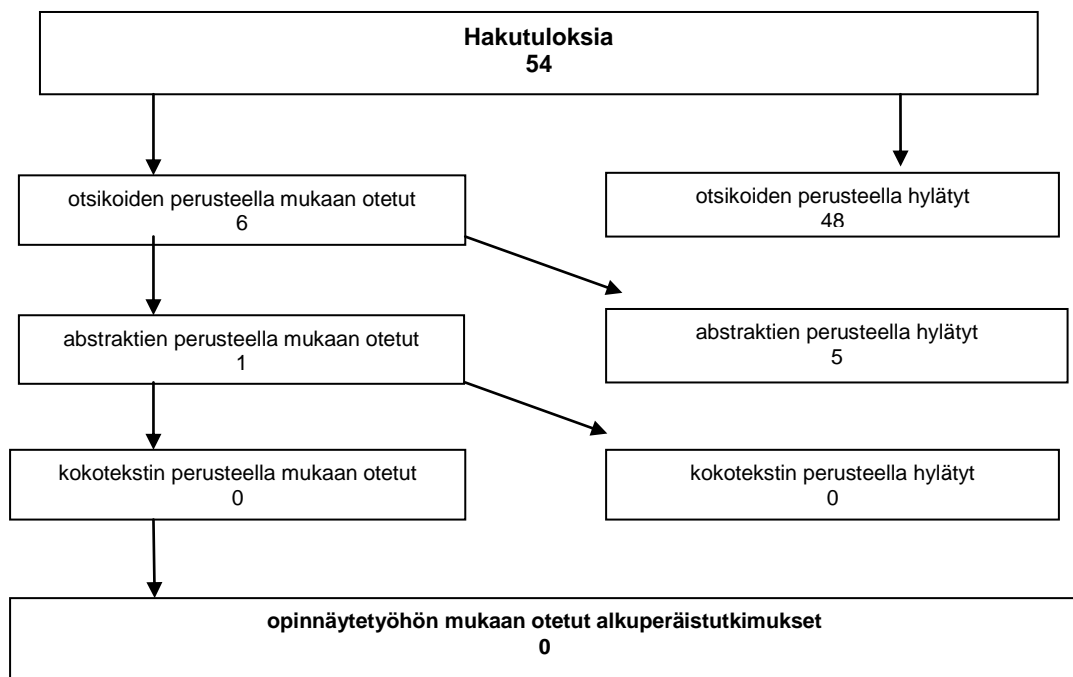 Hakutuloksia
54
otsikoiden perusteella mukaan otetut
6
otsikoiden perusteella hylätyt
48
abstraktien perusteella mukaan otetut
1
abstraktien perusteella hylätyt
5
kokotekstin perusteella mukaan otetut
0
kokotekstin perusteella hylätyt
0
opinnäytetyöhön mukaan otetut alkuperäistutkimukset
0